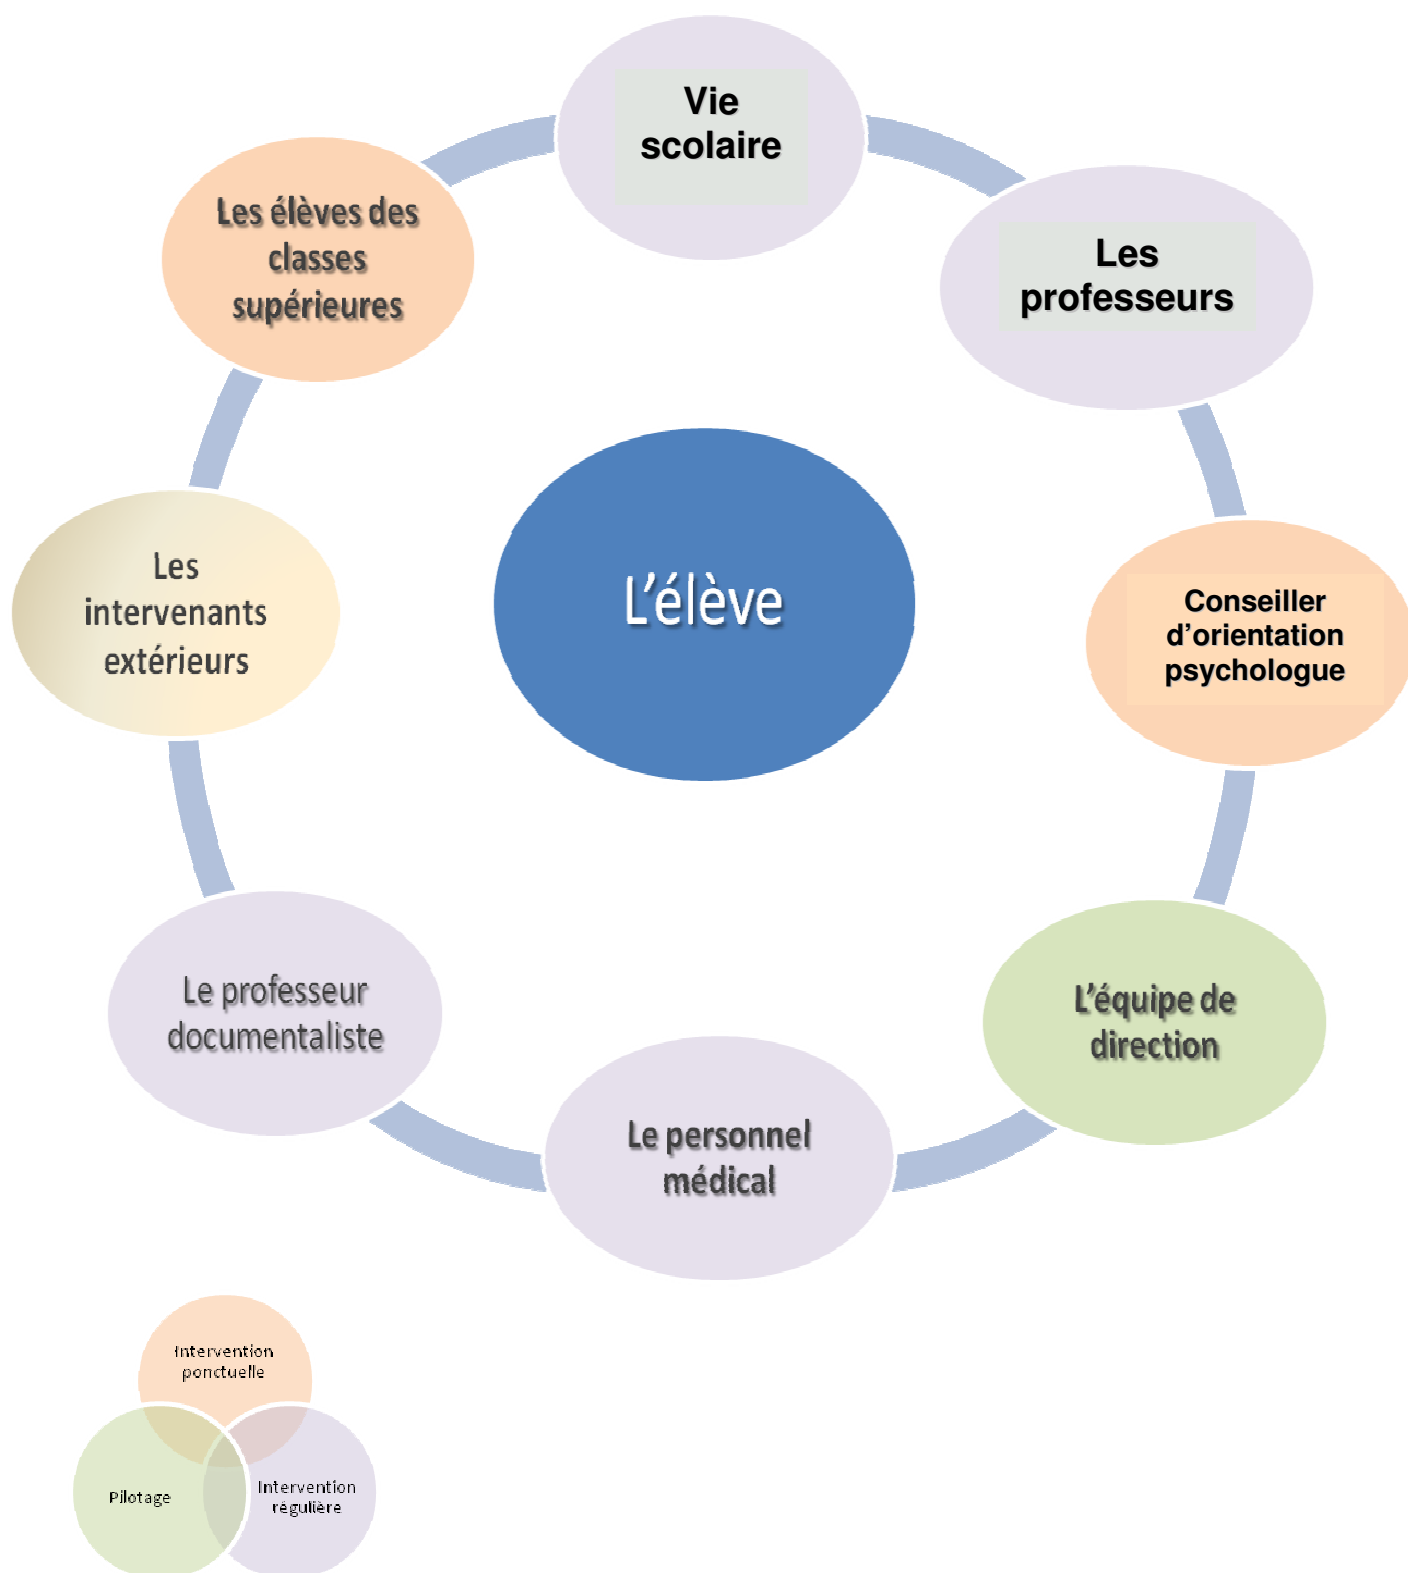 Vie
scolaire
Les élèves des
classes
supérieures
Les
professeurs
Les
intervenants
extérieurs
L'élève
Conseiller
d’orientation
psychologue
Le professeur
documentaliste
L'équipe de
direction
Le personnel
médical
Intervention
ponctuelle
Pilotage
Intervention
régulière